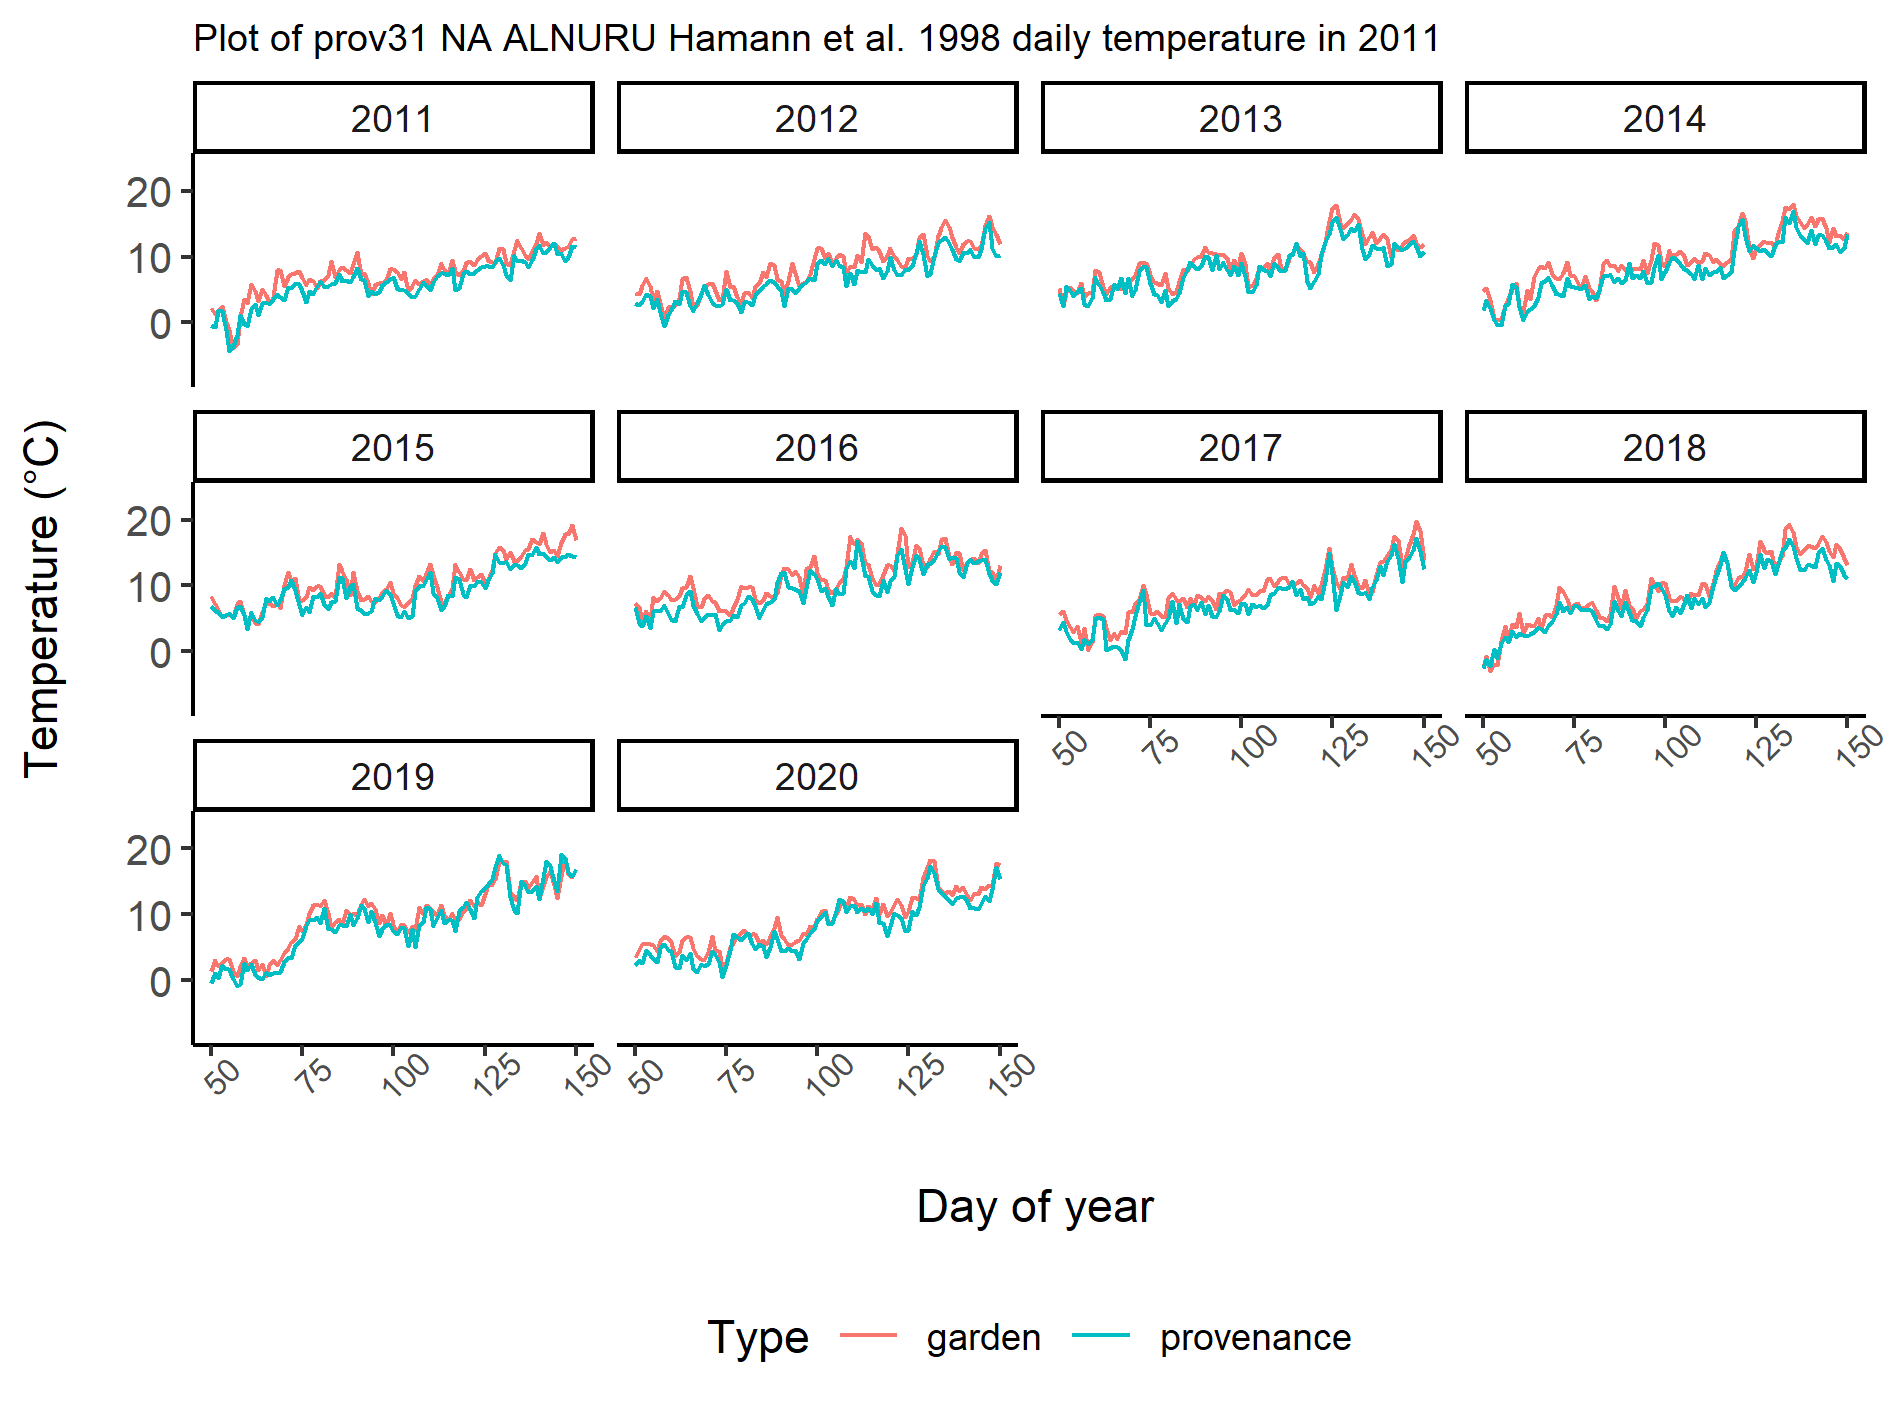 Plot of prov31 NA ALNURU Hamann et al. 1998 daily temperature in 2011
2011 2012 2013 2014
20
10
0
2015 2016 2017 2018
20
10
0
50 75 100 125 150 50 75 100 125 150
2019 2020
20
10
0
50 75 100 125 150 50 75 100 125 150
Temperature (°C)
Day of year
Type garden provenance